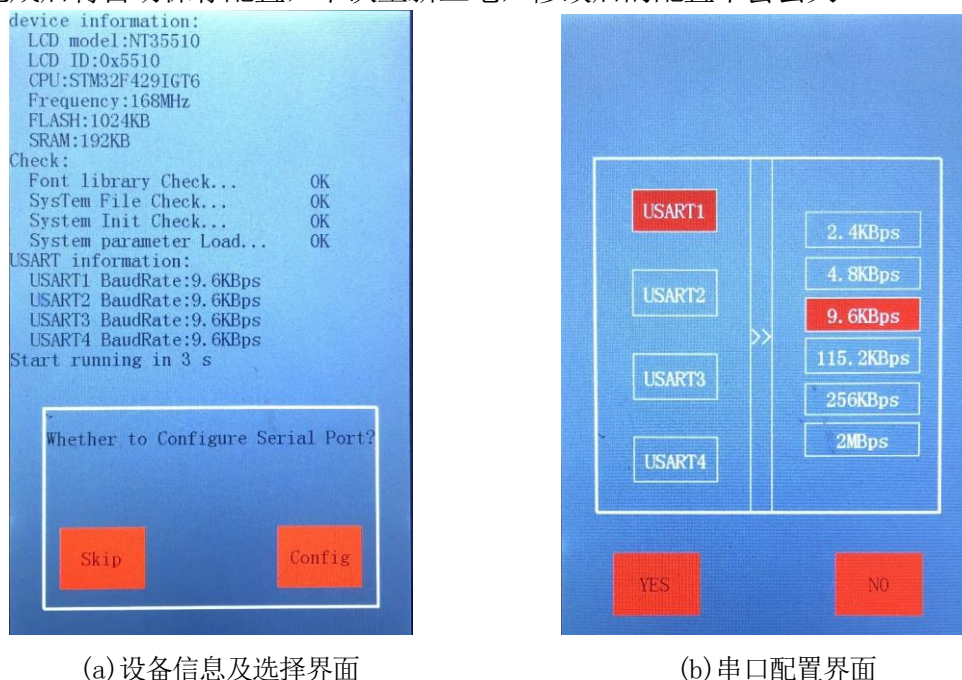 device information:
LCD model:NT35510
LCD ID:0x5510
CPU:STM32F429IGT6
Frequency:168MHz
FLASH:1024KB
SRAM:192KB
Check:
Font library Check... OK
SysTem File Check... OK
System Init Check... OK
System parameter Load... OK
USART information:
USART1 BaudRate:9.6KBps
USART2 BaudRate:9.6KBps
USART3 BaudRate:9.6KBps
USART4 BaudRate:9.6KBps
Start running in 3 s
Whether to Configure Serial Port?
Skip
Config
(a)设备信息及选择界面
USART1
USART2
USART3
USART4
>>
2.4KBps
4.8KBps
9.6KBps
115.2KBps
256KBps
2MBps
YES
NO
(b)串口配置界面